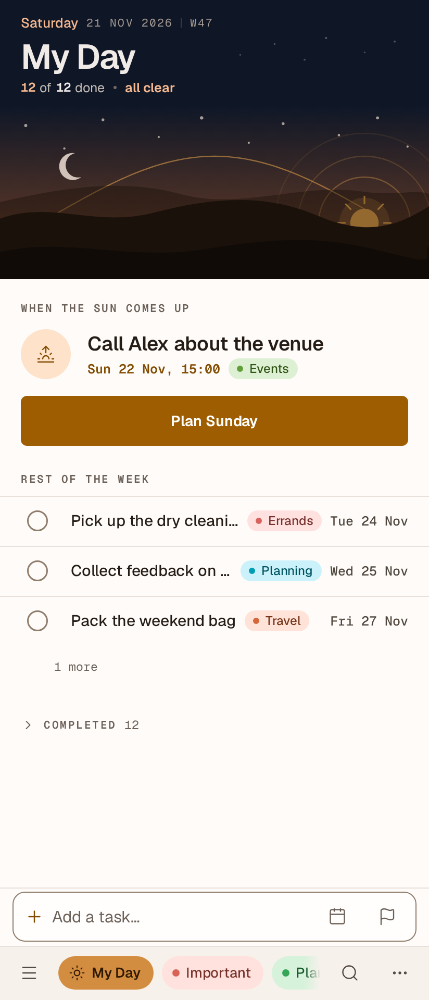 Saturday 21 NOV 2026 | W47
My Day
12 of 12 done • all clear
WHEN THE SUN COMES UP
Call Alex about the venue
Sun 22 Nov, 15:00 Events
Plan Sunday
REST OF THE WEEK
Pick up the dry cleani… Errands Tue 24 Nov
Collect feedback on … Planning Wed 25 Nov
Pack the weekend bag Travel Fri 27 Nov
1 more
COMPLETED 12
Add a task…
My Day Important Pla